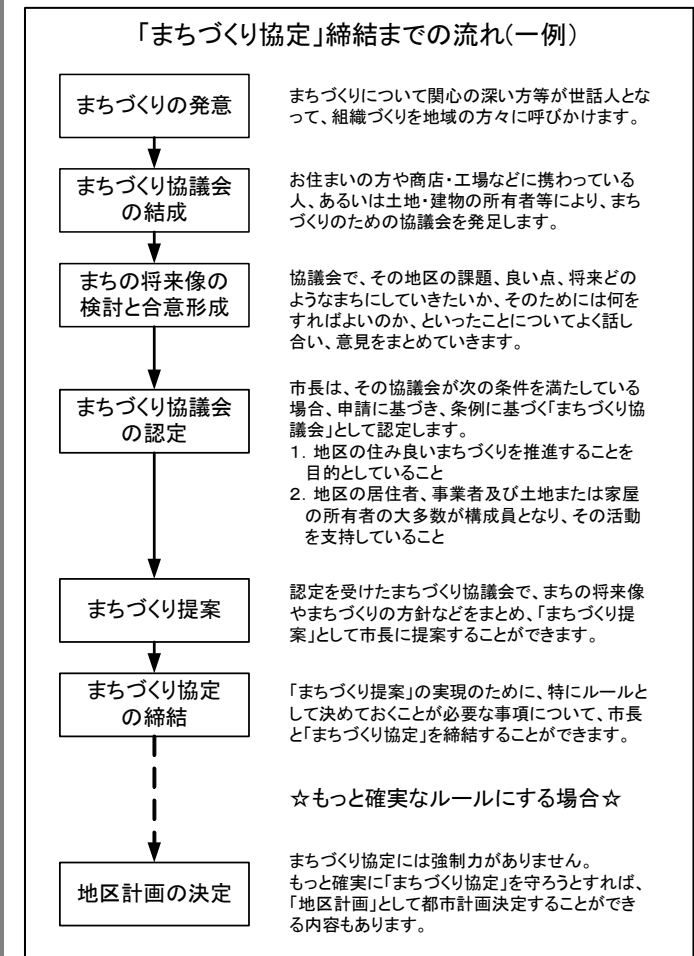 「まちづくり協定」締結までの流れ(一例)
まちづくりの発意
まちづくりについて関心の深い方等が世話人とな
って、組織づくりを地域の方々に呼びかけます。
まちづくり協議会
の結成
お住まいの方や商店・工場などに携わっている
人、あるいは土地・建物の所有者等により、まち
づくりのための協議会を発足します。
まちの将来像の
検討と合意形成
協議会で、その地区の課題、良い点、将来どの
ようなまちにしていきたいか、そのためには何を
すればよいのか、といったことについてよく話し
合い、意見をまとめていきます。
まちづくり協議会
の認定
市長は、その協議会が次の条件を満たしている
場合、申請に基づき、条例に基づく「まちづくり協
議会」として認定します。
1. 地区の住み良いまちづくりを推進することを
目的としていること
2. 地区の居住者、事業者及び土地または家屋
の所有者の大多数が構成員となり、その活動
を支持していること
まちづくり提案
認定を受けたまちづくり協議会で、まちの将来像
やまちづくりの方針などをまとめ、「まちづくり提
案」として市長に提案することができます。
まちづくり協定
の締結
「まちづくり提案」の実現のために、特にルールと
して決めておくことが必要な事項について、市長
と「まちづくり協定」を締結することができます。
☆もっと確実なルールにする場合☆
地区計画の決定
まちづくり協定には強制力がありません。
もっと確実に「まちづくり協定」を守ろうとすれば、
「地区計画」として都市計画決定することができ
る内容もあります。